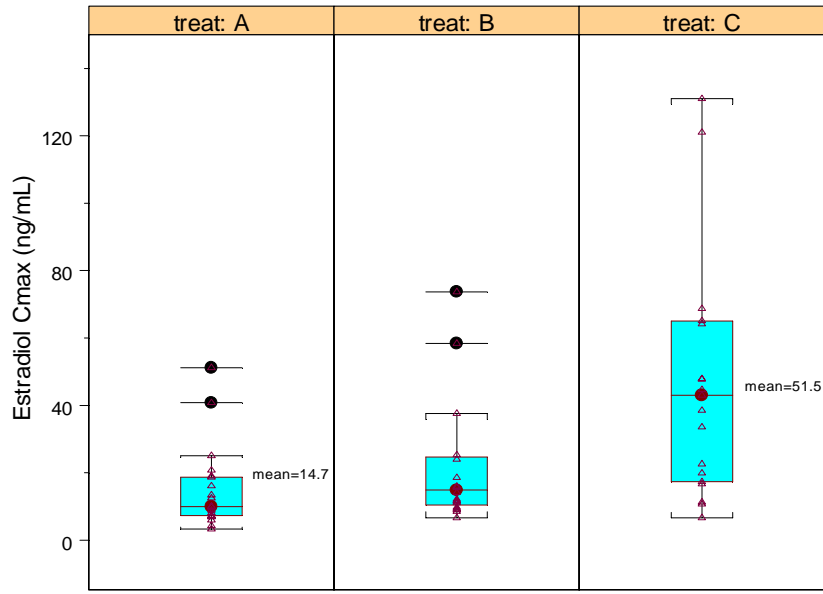 treat: A
treat: B
treat: C
Estradiol Cmax (ng/mL)
120
80
40
0
mean=14.7
mean=51.5